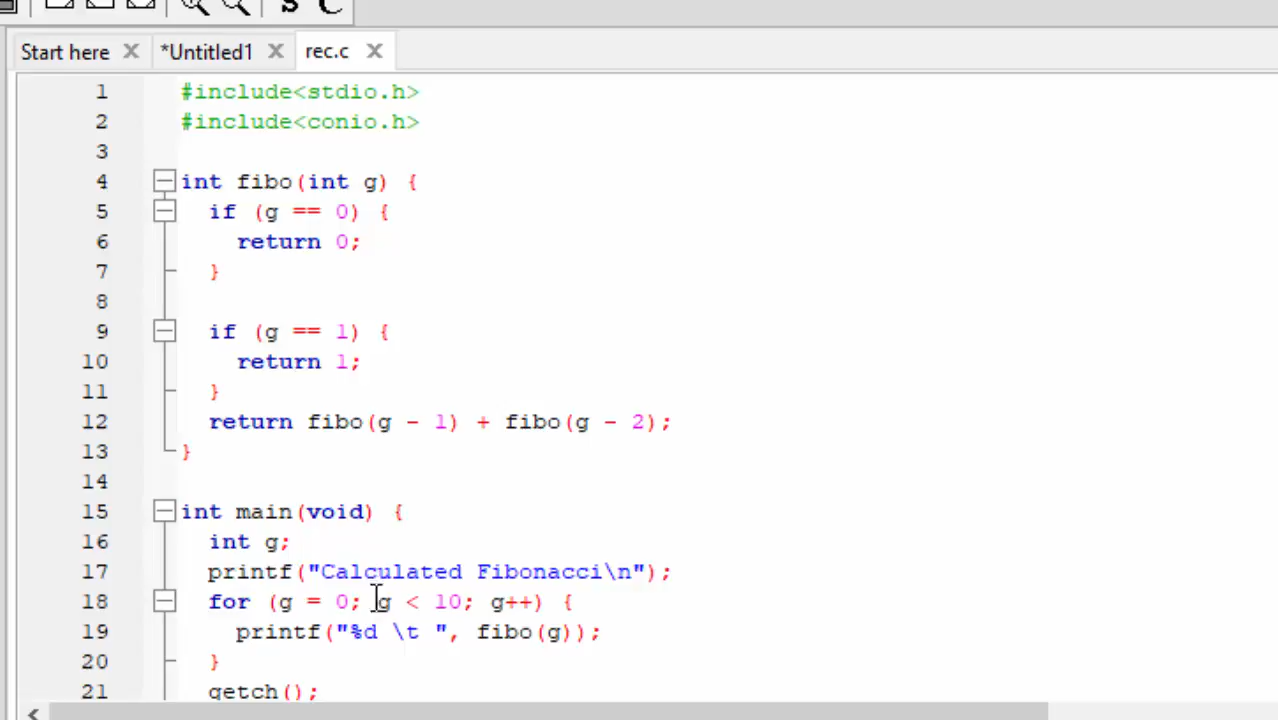 S C
Start here *Untitled1 rec.c
1 #include<stdio.h>
2 #include<conio.h>
3
4 int fibo(int g) {
5 if (g == 0) {
6 return 0;
7 }
8
9 if (g == 1) {
10 return 1;
11 }
12 return fibo(g - 1) + fibo(g - 2);
13 }
14
15 int main(void) {
16 int g;
17 printf("Calculated Fibonacci\n");
18 for (g = 0; g < 10; g++) {
19 printf("%d \t ", fibo(g));
20 }
21 getch();